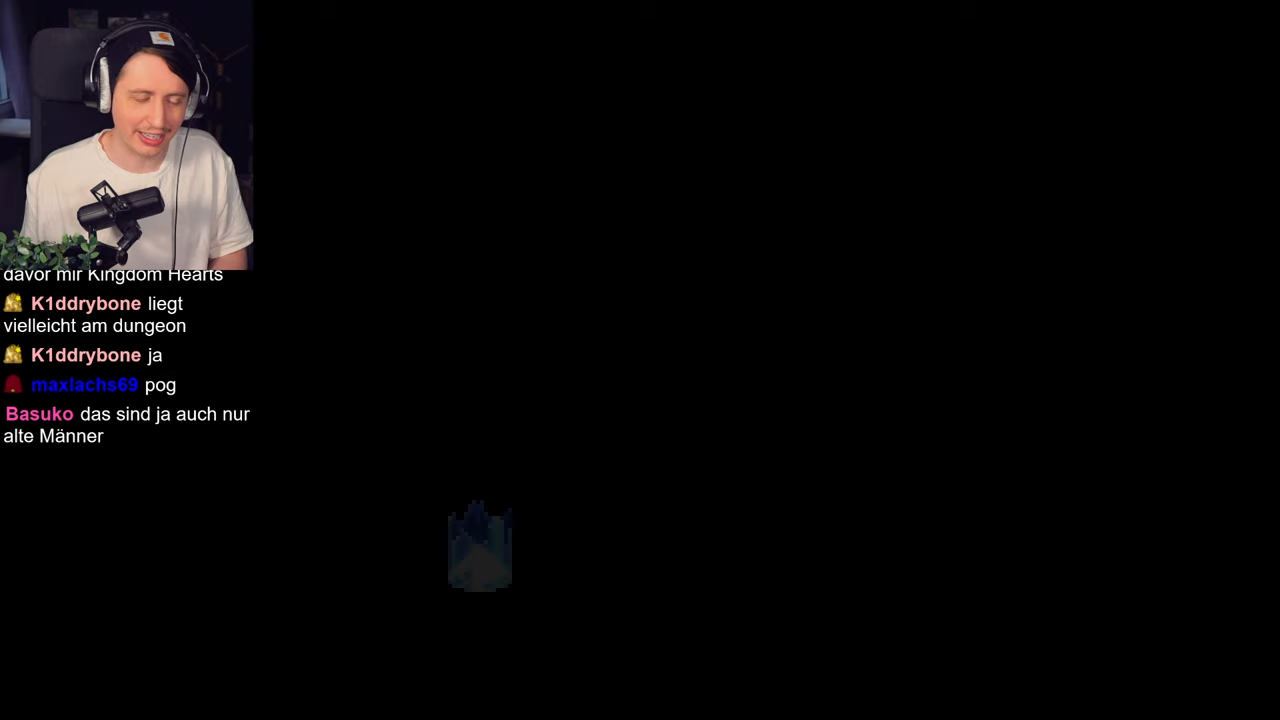 davor mir Kingdom Hearts
K1ddrybone liegt
vielleicht am dungeon
K1ddrybone ja
maxlachs69 pog
Basuko das sind ja auch nur
alte Männer